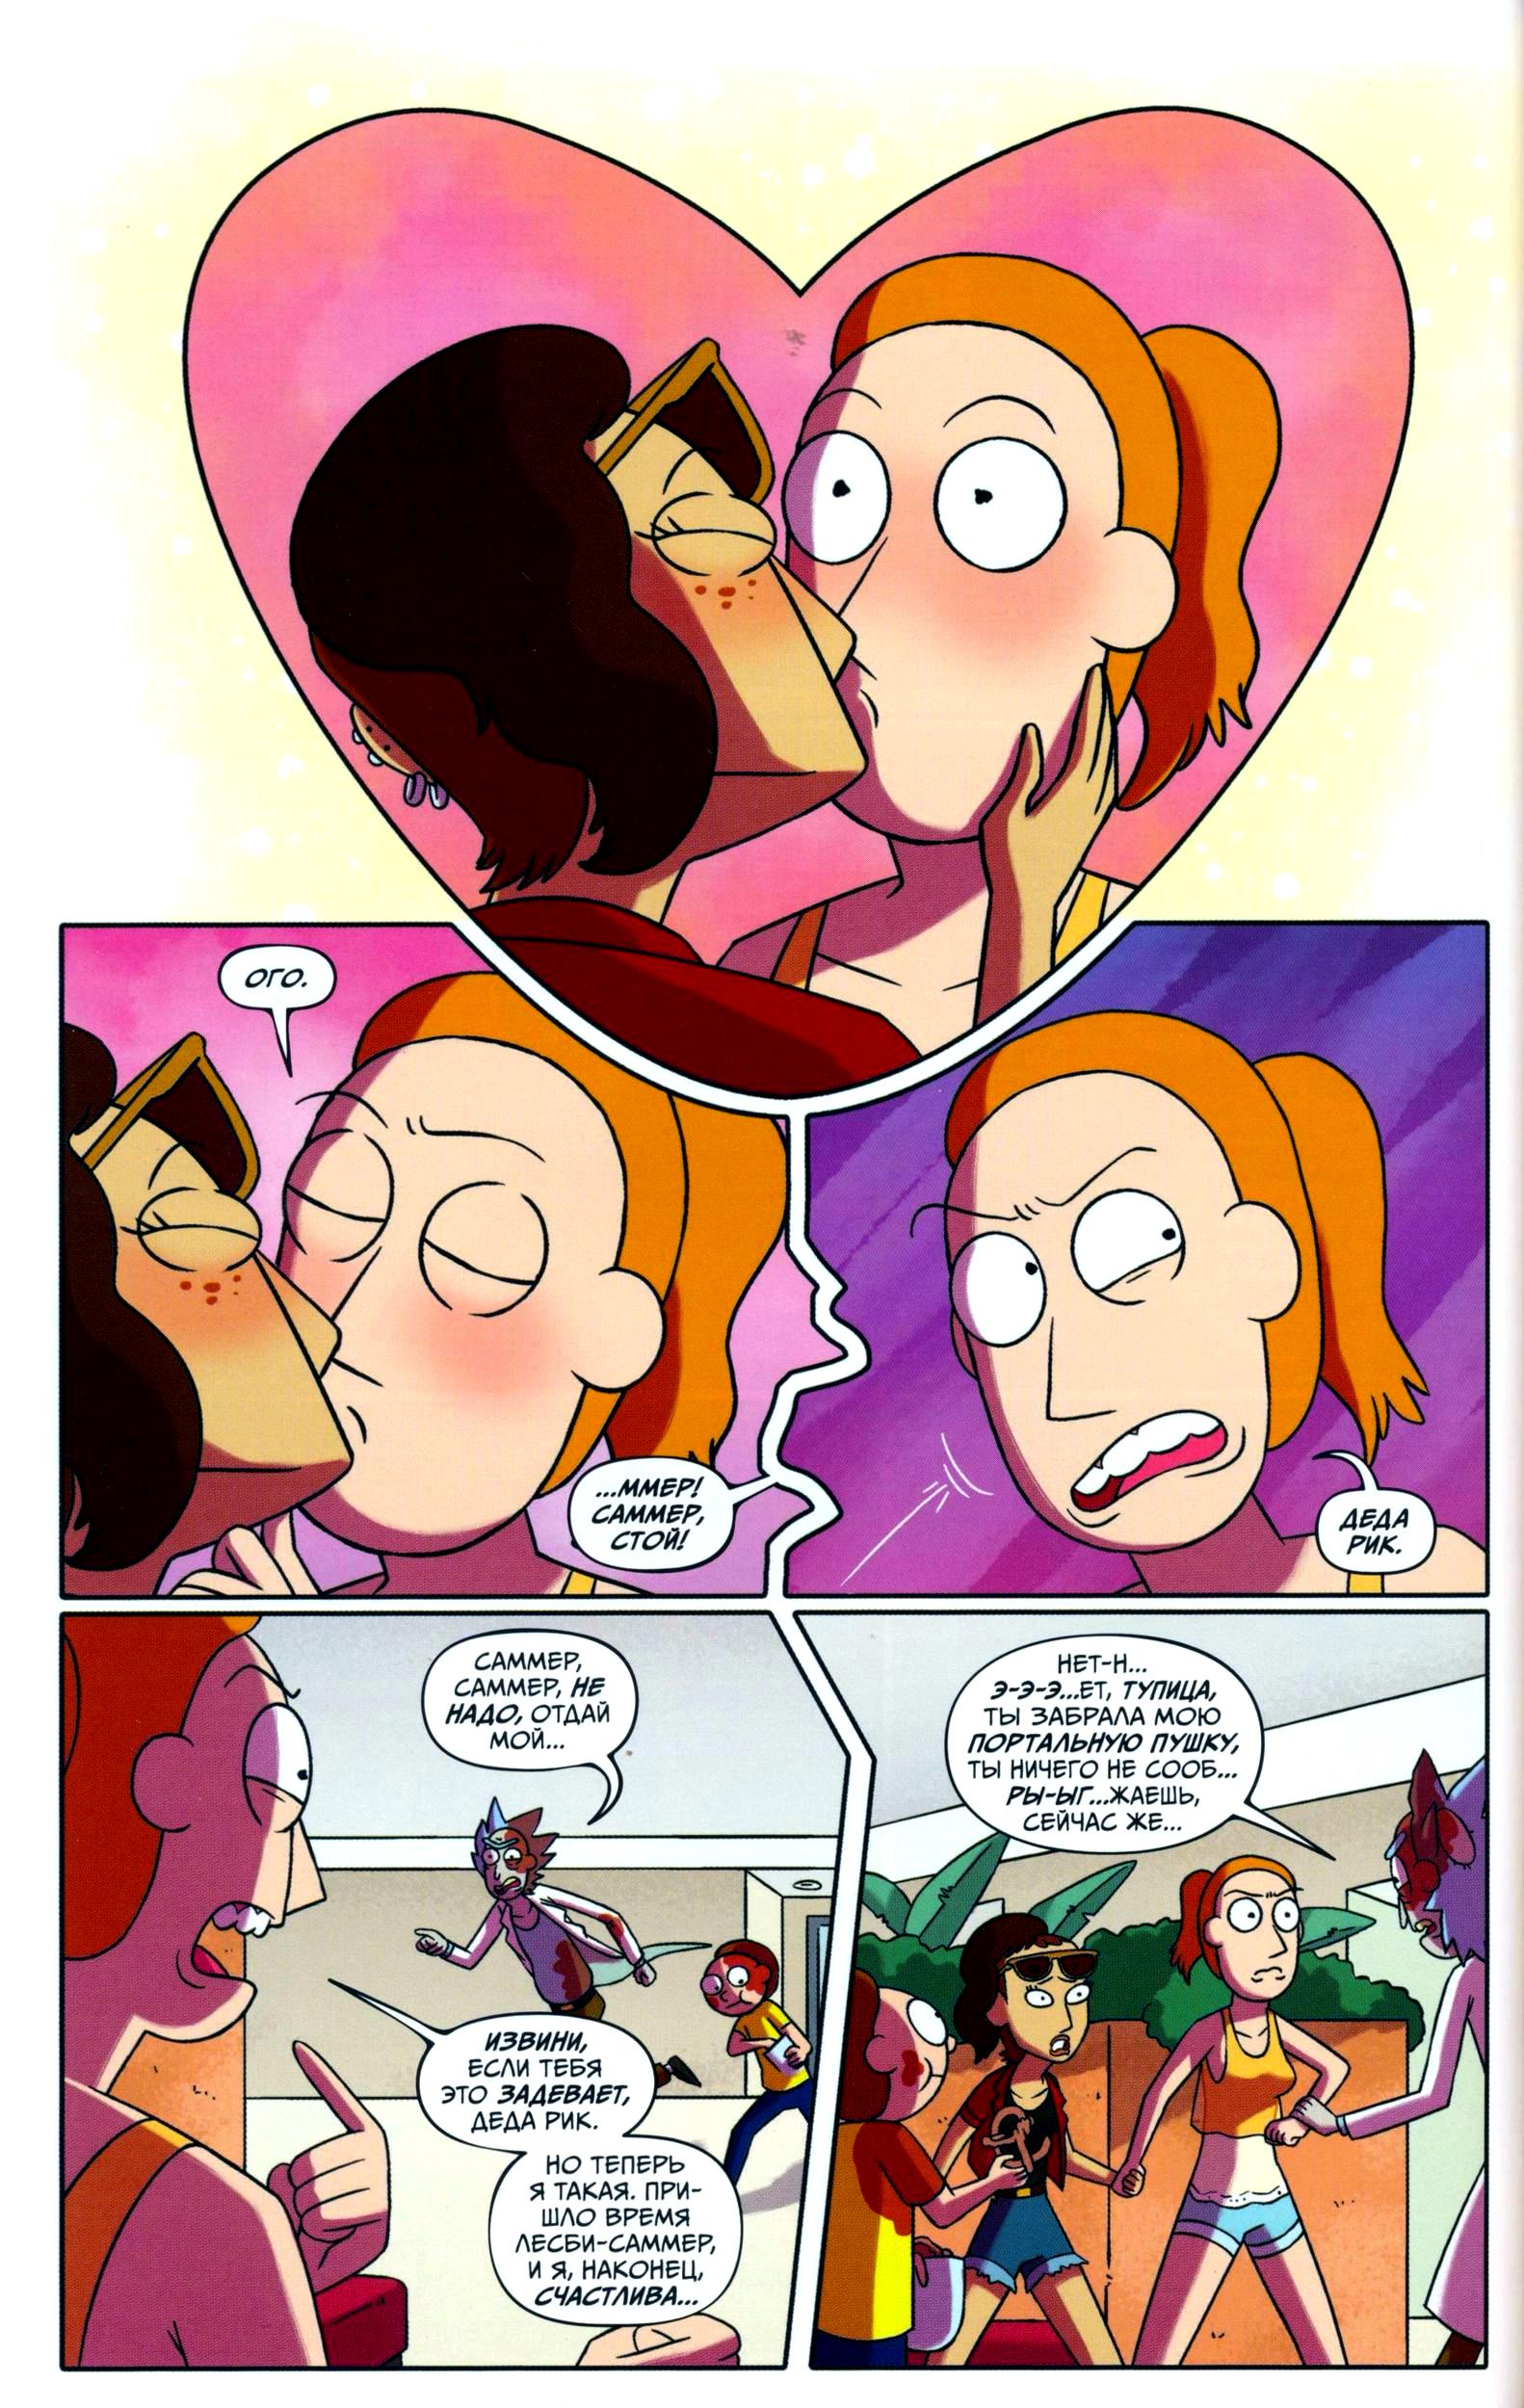 ОГО.
...ММЕР!
САММЕР,
СТОЙ!
ДЕДА
РИК.
САММЕР,
САММЕР, НЕ
НАДО, ОТДАЙ
МОЙ...
ИЗВИНИ,
ЕСЛИ ТЕБЯ
ЭТО ЗАДЕВАЕТ,
ДЕДА РИК.
НО ТЕПЕРЬ
Я ТАКАЯ. ПРИ-
ШЛО ВРЕМЯ
ЛЕСБИ-САММЕР,
И Я, НАКОНЕЦ,
СЧАСТЛИВА...
НЕТ-Н...
Э-Э-Э...ЕТ, ТУПИЦА,
ТЫ ЗАБРАЛА МОЮ
ПОРТАЛЬНУЮ ПУШКУ,
ТЫ НИЧЕГО НЕ СООБ...
РЫ-ЫГ...ЖАЕШЬ,
СЕЙЧАС ЖЕ...